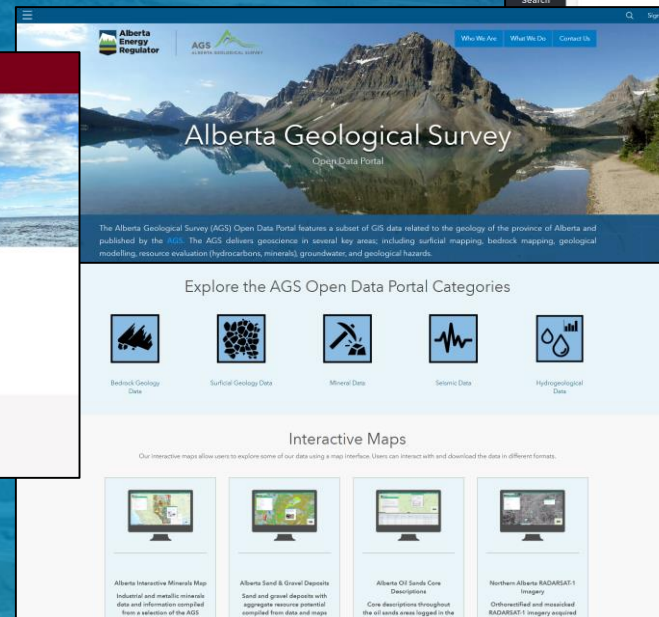 Search
Sign
Alberta
Energy
Regulator
AGS
ALBERTA GEOLOGICAL SURVEY
Who We Are
What We Do
Contact Us
Alberta Geological Survey
Open Data Portal
The Alberta Geological Survey (AGS) Open Data Portal features a subset of GIS data related to the geology of the province of Alberta and
published by the AGS. The AGS delivers geoscience in several key areas; including surficial mapping, bedrock mapping, geological
modelling, resource evaluation (hydrocarbons, minerals), groundwater, and geological hazards.
Explore the AGS Open Data Portal Categories
Bedrock Geology
Data
Surficial Geology Data
Mineral Data
Seismic Data
Hydrogeological
Data
Interactive Maps
Our interactive maps allow users to explore some of our data using a map interface. Users can interact with and download the data in different formats.
Alberta Interactive Minerals Map
Industrial and metallic minerals
data and information compiled
from a selection of the AGS
Alberta Sand & Gravel Deposits
Sand and gravel deposits with
aggregate resource potential
compiled from data and maps
Alberta Oil Sands Core
Descriptions
Core descriptions throughout
the oil sands areas logged in the
Northern Alberta RADARSAT-1
Imagery
Orthorectified and mosaicked
RADARSAT-1 imagery acquired